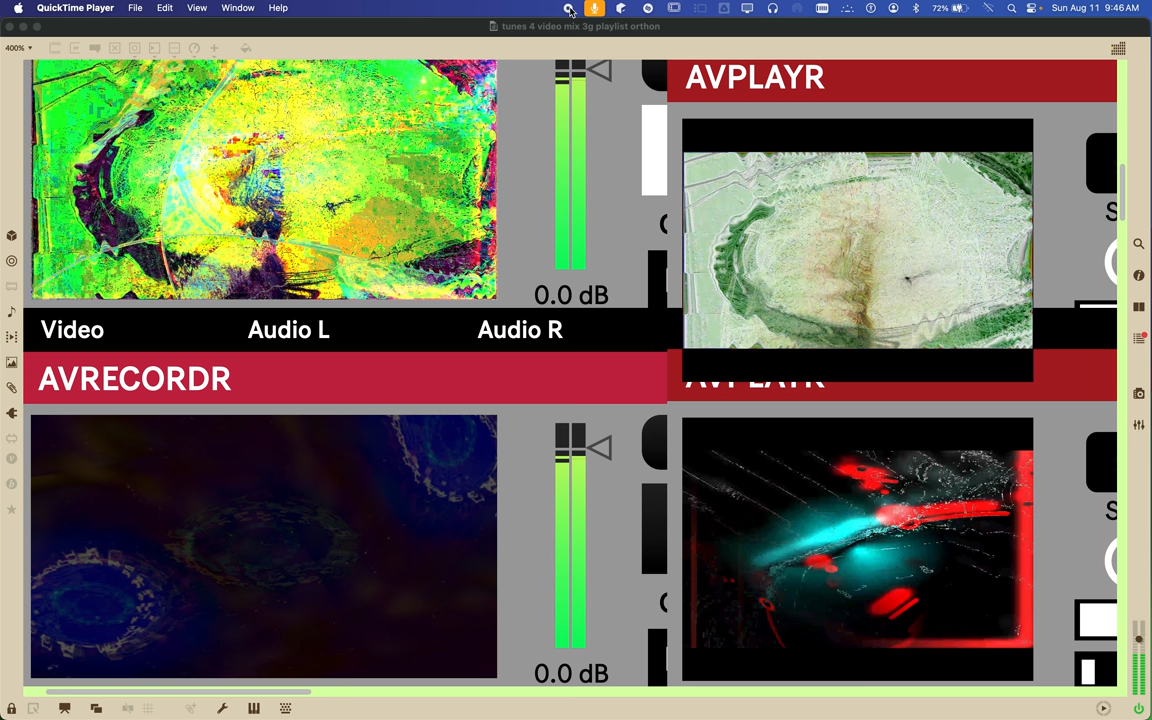 QuickTime Player File Edit View Window Help 72% Sun Aug 11 9:46 AM
tunes 4 video mix 3g playlist orthon
400%
AVPLAYR
S
0.0 dB
Video Audio L Audio R
AVRECORDR
AVPLAYR
S
0.0 dB